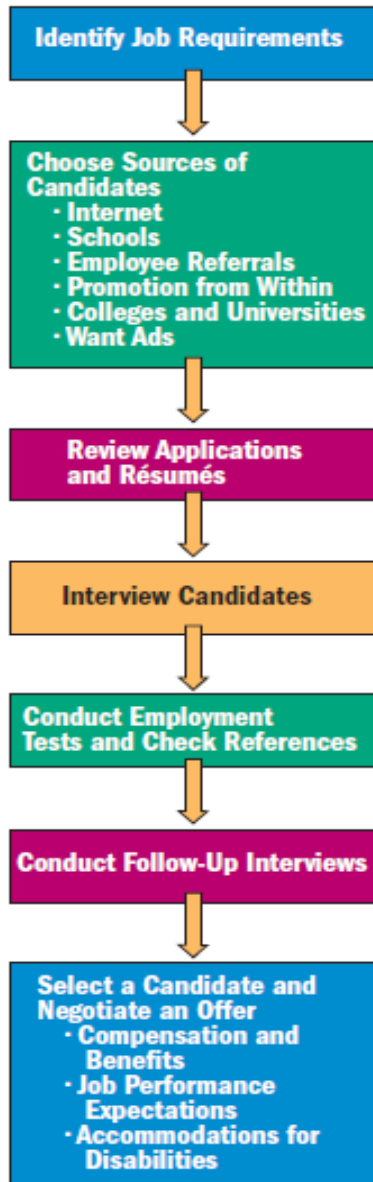 Identify Job Requirements
Choose Sources of
Candidates
· Internet
· Schools
· Employee Referrals
· Promotion from Within
· Colleges and Universities
· Want Ads
Review Applications
and Résumés
Interview Candidates
Conduct Employment
Tests and Check References
Conduct Follow-Up Interviews
Select a Candidate and
Negotiate an Offer
· Compensation and
Benefits
· Job Performance
Expectations
· Accommodations for
Disabilities